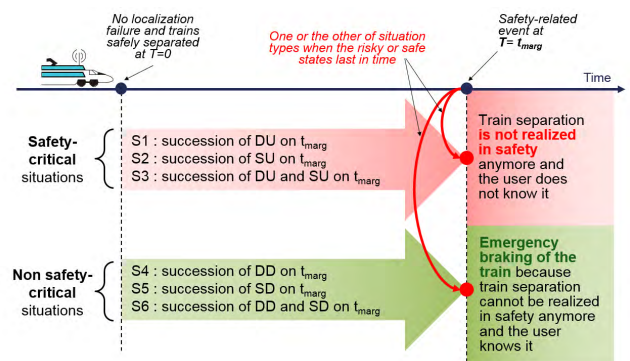 No localization
failure and trains
safely separated
at T=0
One or the other of situation
types when the risky or safe
states last in time
Safety-related
event at
T= tmarg
Time
Safety-
critical
situations
S1 : succession of DU on tmarg
S2 : succession of SU on tmarg
S3 : succession of DU and SU on tmarg
Train separation
is not realized
in safety
anymore and
the user does
not know it
Non safety-
critical
situations
S4 : succession of DD on tmarg
S5 : succession of SD on tmarg
S6 : succession of DD and SD on tmarg
Emergency
braking of the
train because
train separation
cannot be realized
in safety anymore
and the user
knows it